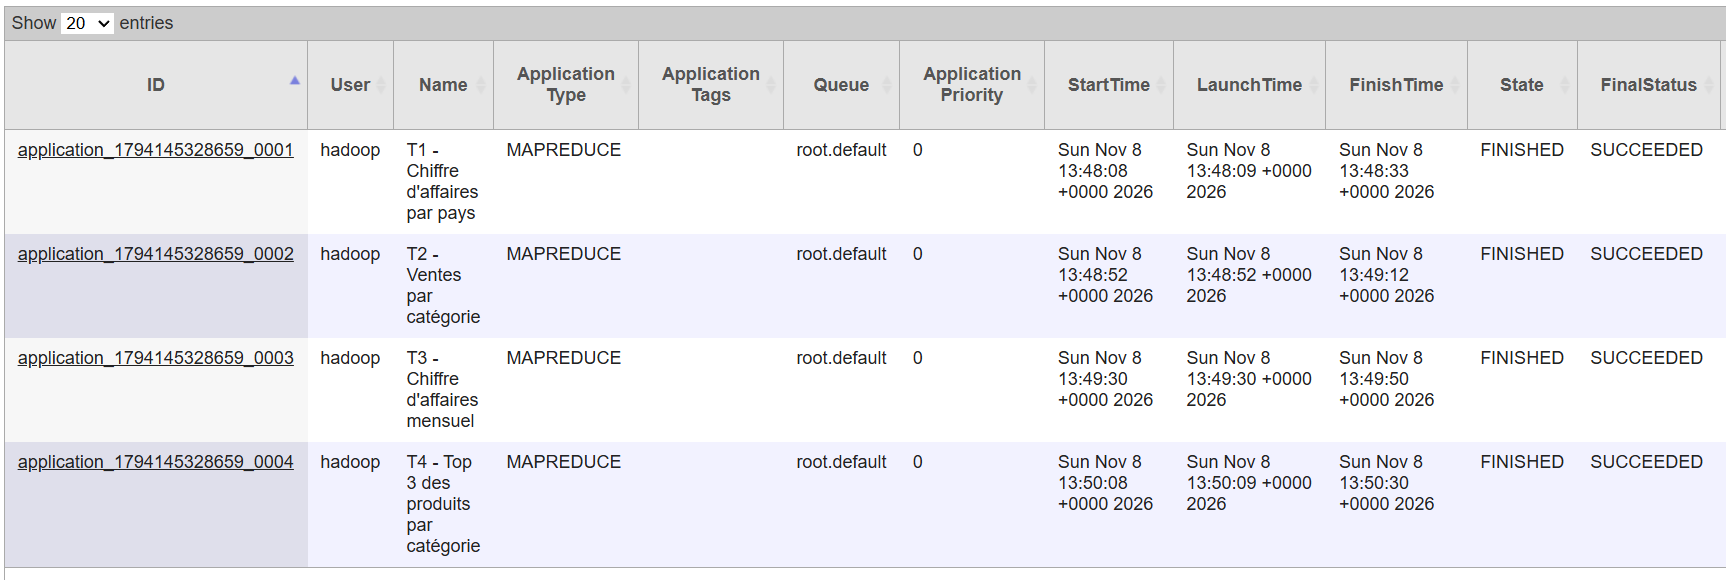 Show 20 entries
ID User Name Application Type Application Tags Queue Application Priority StartTime LaunchTime FinishTime State FinalStatus
application_1794145328659_0001 hadoop T1 - Chiffre d'affaires par pays MAPREDUCE root.default 0 Sun Nov 8 13:48:08 +0000 2026 Sun Nov 8 13:48:09 +0000 2026 Sun Nov 8 13:48:33 +0000 2026 FINISHED SUCCEEDED
application_1794145328659_0002 hadoop T2 - Ventes par catégorie MAPREDUCE root.default 0 Sun Nov 8 13:48:52 +0000 2026 Sun Nov 8 13:48:52 +0000 2026 Sun Nov 8 13:49:12 +0000 2026 FINISHED SUCCEEDED
application_1794145328659_0003 hadoop T3 - Chiffre d'affaires mensuel MAPREDUCE root.default 0 Sun Nov 8 13:49:30 +0000 2026 Sun Nov 8 13:49:30 +0000 2026 Sun Nov 8 13:49:50 +0000 2026 FINISHED SUCCEEDED
application_1794145328659_0004 hadoop T4 - Top 3 des produits par catégorie MAPREDUCE root.default 0 Sun Nov 8 13:50:08 +0000 2026 Sun Nov 8 13:50:09 +0000 2026 Sun Nov 8 13:50:30 +0000 2026 FINISHED SUCCEEDED